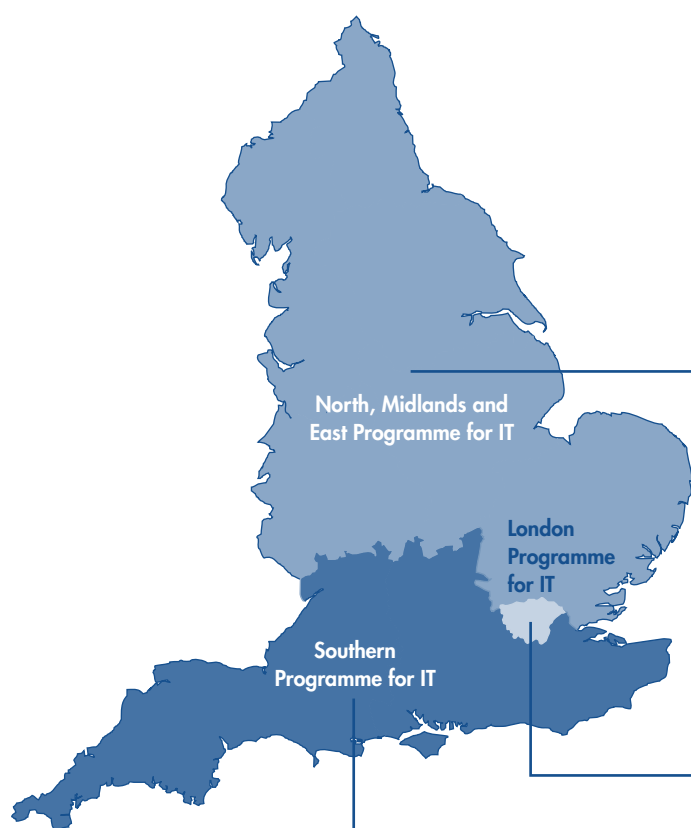 North, Midlands and
East Programme for IT
London
Programme
for IT
Southern
Programme for IT